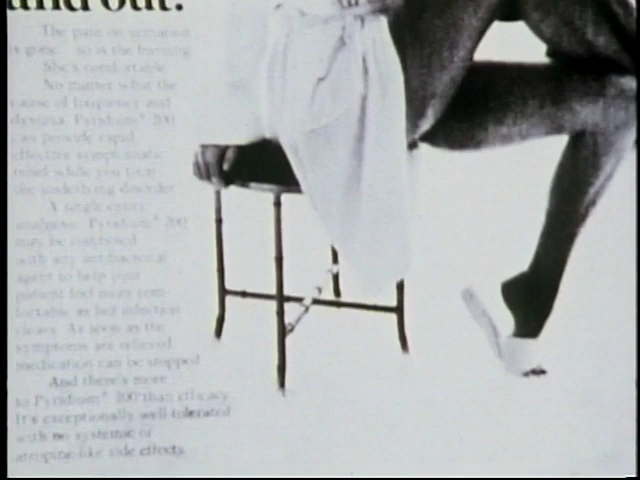 and out.
The pain on urination
is gone. So is the burning
She's comfortable.
No matter what the
cause of frequency and
dysuria, Pyridium® 200
can provide rapid
effective symptomatic
relief while you treat
the underlying disorder
A single entity
analgesic, Pyridium® 200
may be combined
with any antibacterial
agent to help your
patient feel more com-
fortable as her infection
clears. As soon as the
symptoms are relieved
medication can be stopped
And there's more
to Pyridium® 200 than efficacy
It's exceptionally well-tolerated
with no systemic or
atropine-like side effects.